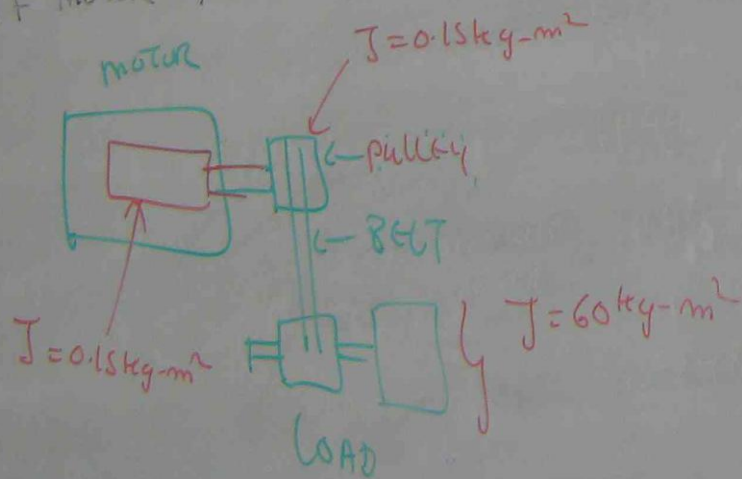 J=0.15kg-m²
MOTOR
PULLEY
BELT
J=60kg-m²
J=0.15kg-m²
LOAD